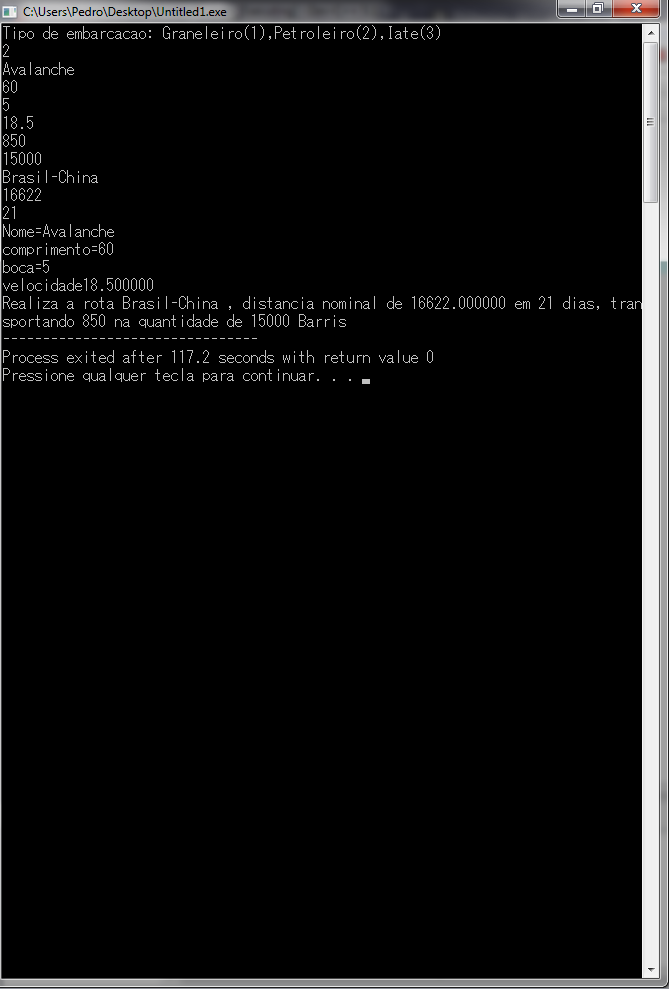 C:\Users\Pedro\Desktop\Untitled1.exe
Tipo de embarcacao: Graneleiro(1),Petroleiro(2),Iate(3)
2
Avalanche
60
5
18.5
850
15000
Brasil-China
16622
21
Nome=Avalanche
comprimento=60
boca=5
velocidade18.500000
Realiza a rota Brasil-China , distancia nominal de 16622.000000 em 21 dias, tran
sportando 850 na quantidade de 15000 Barris
--------------------------------
Process exited after 117.2 seconds with return value 0
Pressione qualquer tecla para continuar. . .